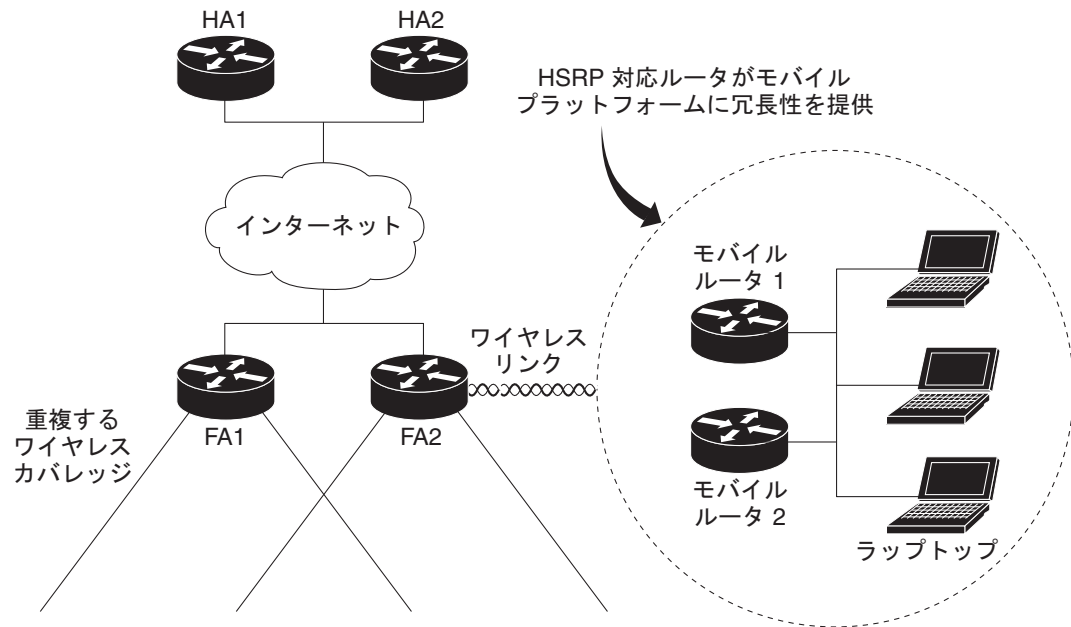 HA1
HA2
HSRP 対応ルータがモバイル
プラットフォームに冗長性を提供
インターネット
モバイル
ルータ 1
ワイヤレス
リンク
重複する
ワイヤレス
カバレッジ
FA1
FA2
モバイル
ルータ 2
ラップトップ